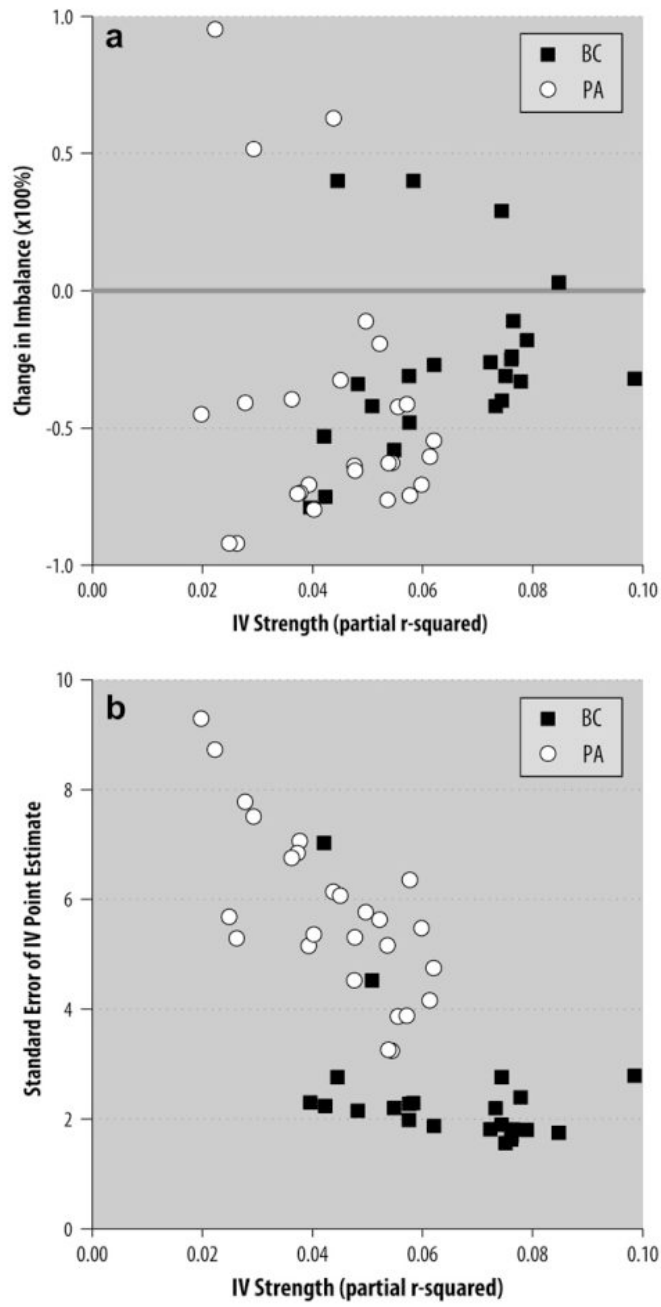 a
BC
PA
1.0
0.5
0.0
-0.5
-1.0
Change in Imbalance (x100%)
0.00 0.02 0.04 0.06 0.08 0.10
IV Strength (partial r-squared)
b
BC
PA
10
8
6
4
2
0
Standard Error of IV Point Estimate
0.00 0.02 0.04 0.06 0.08 0.10
IV Strength (partial r-squared)